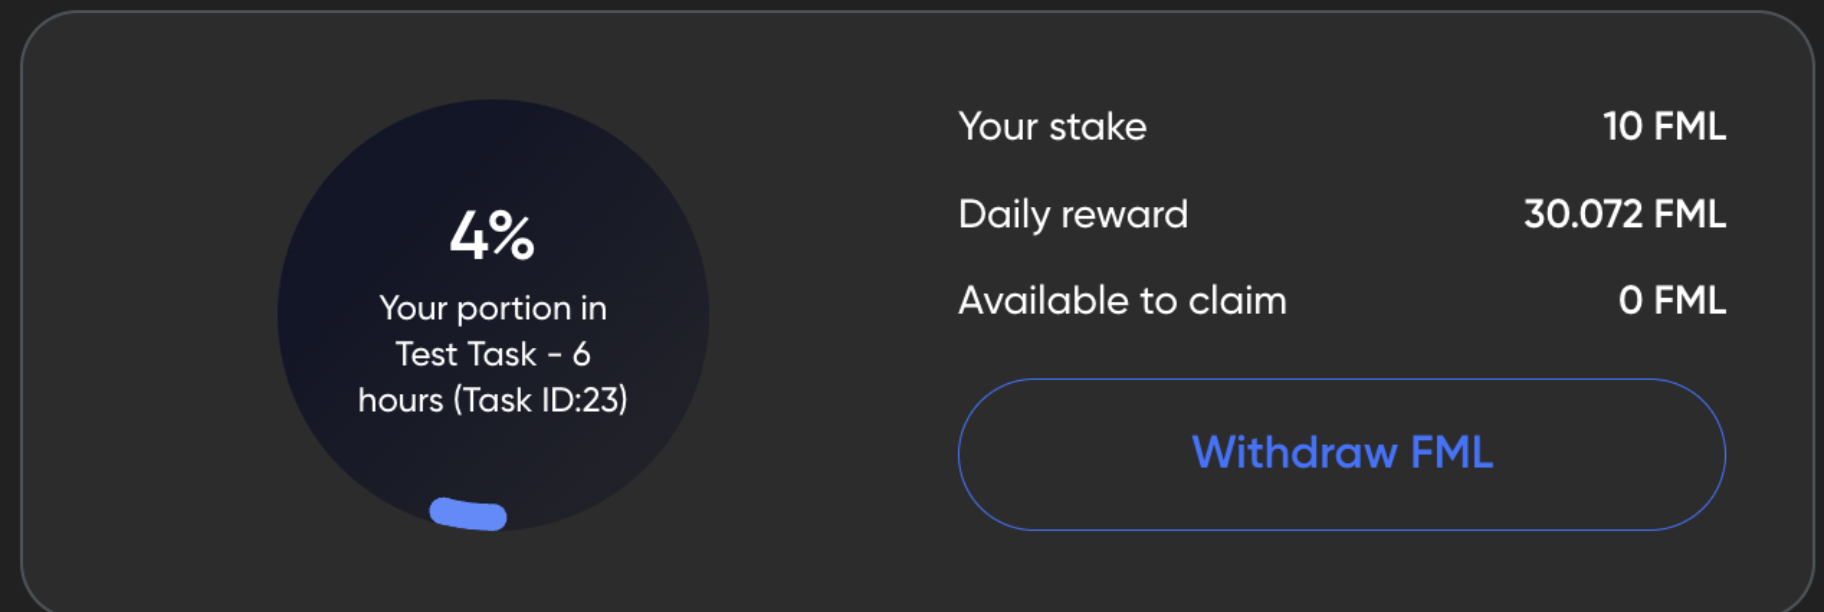 4%
Your portion in
Test Task - 6
hours (Task ID:23)
Your stake 10 FML
Daily reward 30.072 FML
Available to claim 0 FML
Withdraw FML